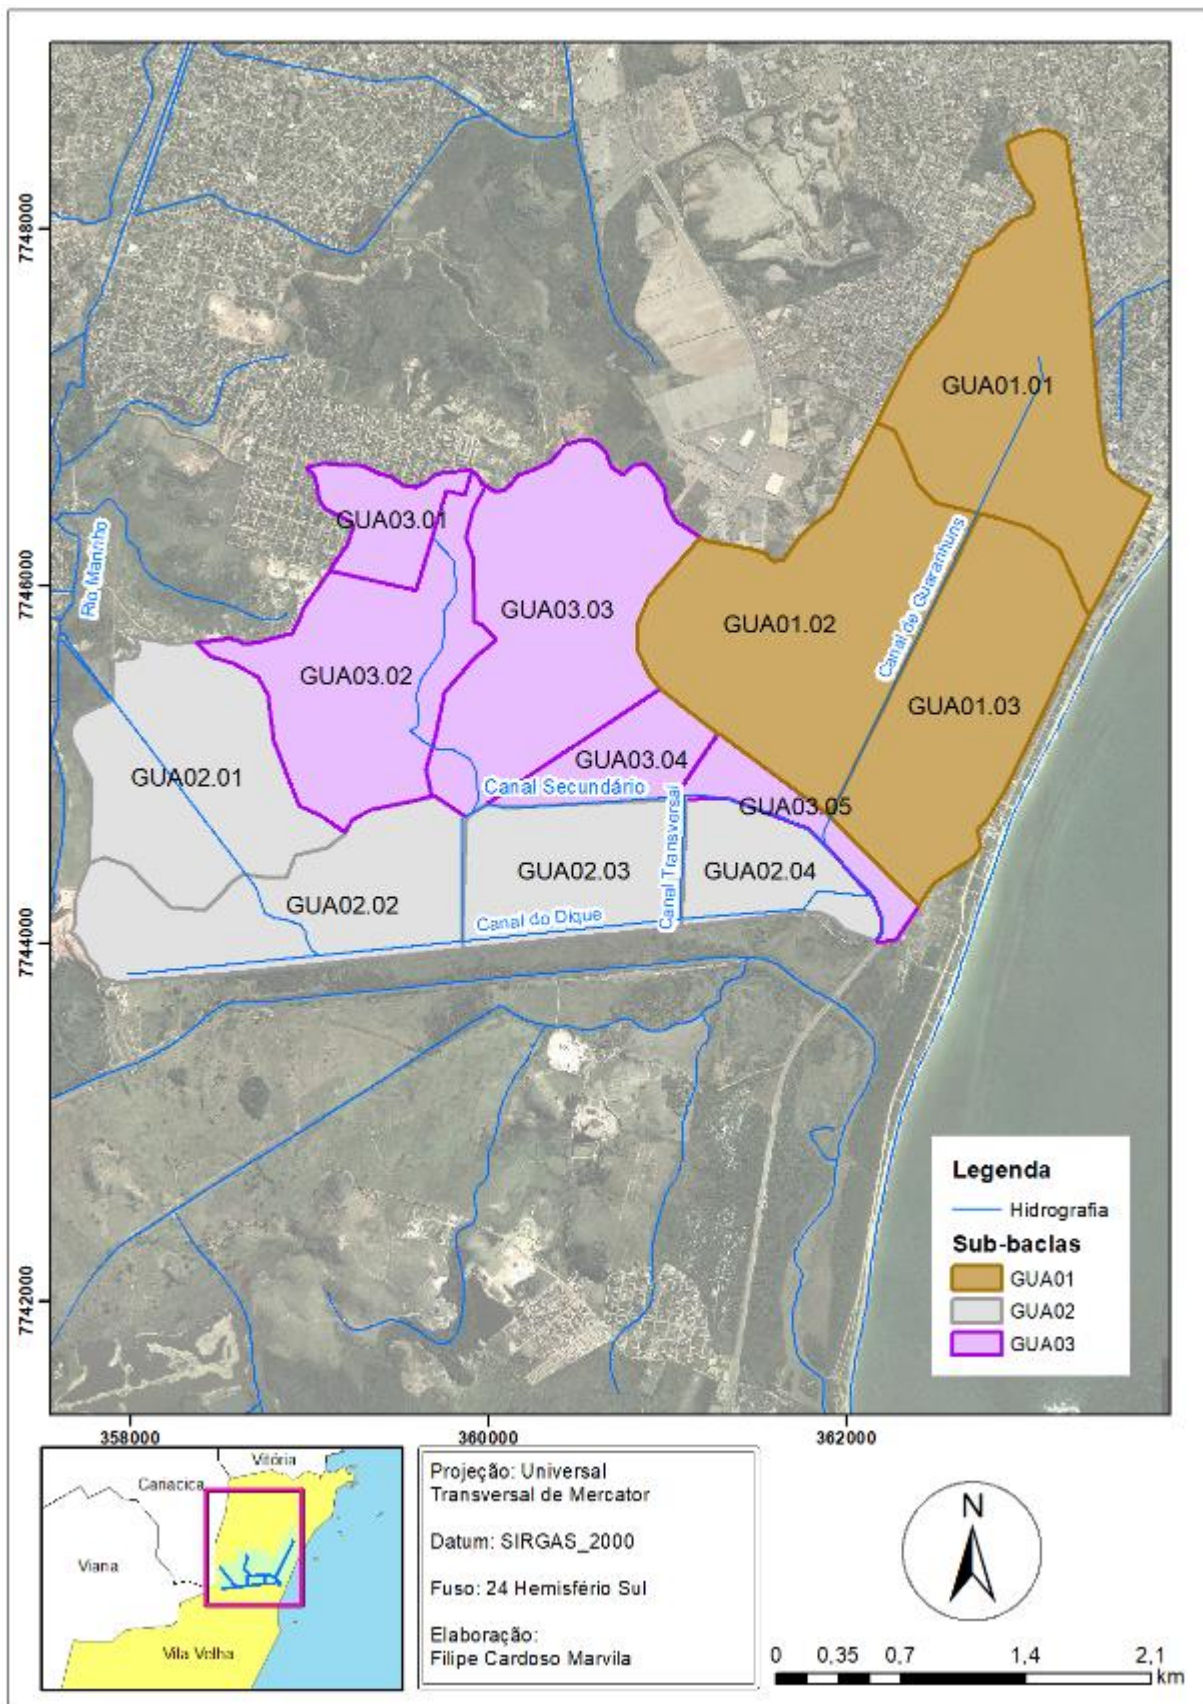 7748000
7746000
7744000
7742000
358000
360000
362000
GUA01.01
GUA03.01
Rio Marinho
Canal de Guaranhuns
GUA03.03
GUA01.02
GUA03.02
GUA01.03
GUA03.04
GUA02.01
Canal Secundário
GUA03.05
GUA02.03
Canal Transversal
GUA02.04
GUA02.02
Canal do Dique
Legenda
Hidrografia
Sub-bacias
GUA01
GUA02
GUA03
Vitória
Cariacica
Viana
Vila Velha
Projeção: Universal
Transversal de Mercator
Datum: SIRGAS_2000
Fuso: 24 Hemisfério Sul
Elaboração:
Filipe Cardoso Marvila
N
0 0,35 0,7 1,4 2,1
km